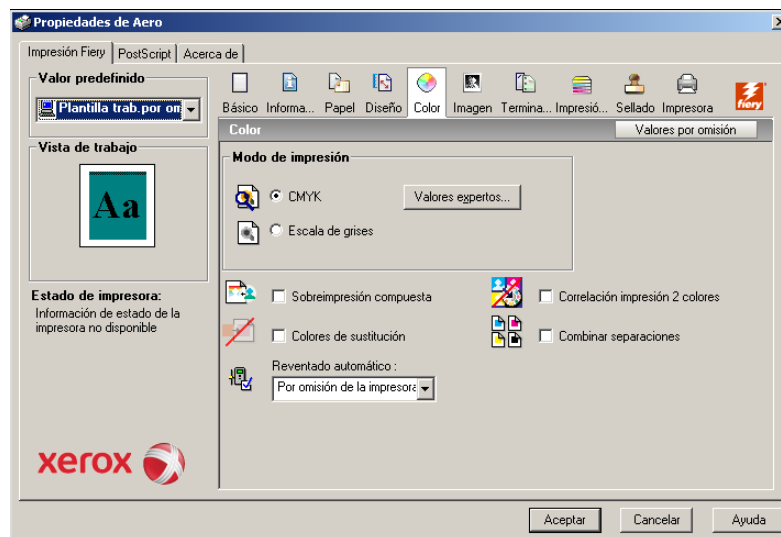 Propiedades de Aero
Impresión Fiery PostScript Acerca de
Valor predefinido
Plantilla trab.por om
Básico Informa... Papel Diseño Color Imagen Termina... Impresió... Sellado Impresora
fiery
Color Valores por omisión
Vista de trabajo
Aa
Modo de impresión
CMYK Valores expertos...
Escala de grises
Estado de impresora:
Información de estado de la
impresora no disponible
Sobreimpresión compuesta Correlación impresión 2 colores
Colores de sustitución Combinar separaciones
Reventado automático :
Por omisión de la impresora
xerox
Aceptar Cancelar Ayuda